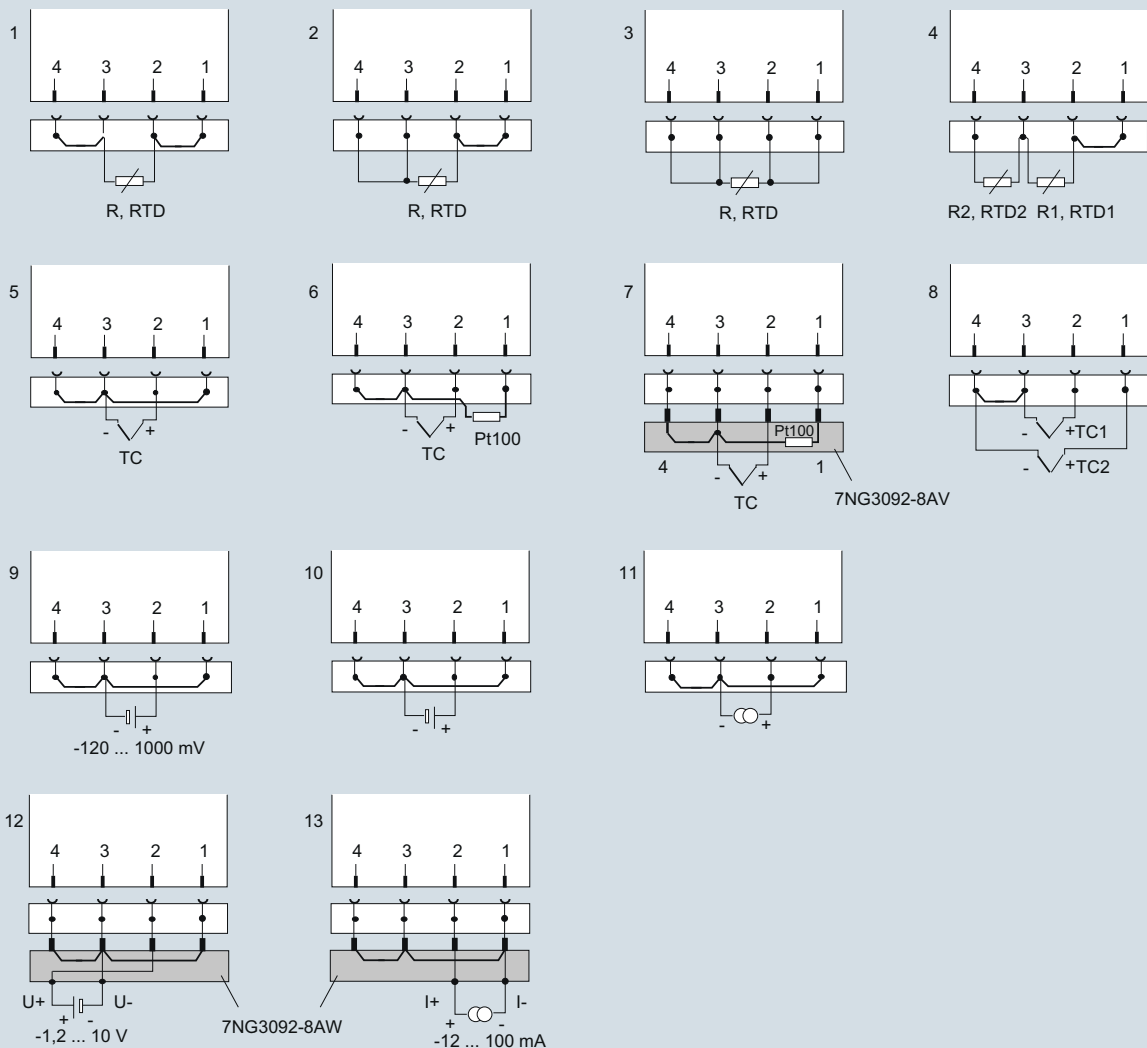 1
4 3 2 1
R, RTD
2
4 3 2 1
R, RTD
3
4 3 2 1
R, RTD
4
4 3 2 1
R2, RTD2 R1, RTD1
5
4 3 2 1
- +
TC
6
4 3 2 1
- +
TC
Pt100
7
4 3 2 1
Pt100
4 - + 1
TC
7NG3092-8AV
8
4 3 2 1
- +TC1
- +TC2
9
4 3 2 1
- +
-120 ... 1000 mV
10
4 3 2 1
- +
11
4 3 2 1
- +
12
4 3 2 1
U+ U-
+ -
-1,2 ... 10 V
7NG3092-8AW
13
4 3 2 1
I+ I-
+ -
-12 ... 100 mA